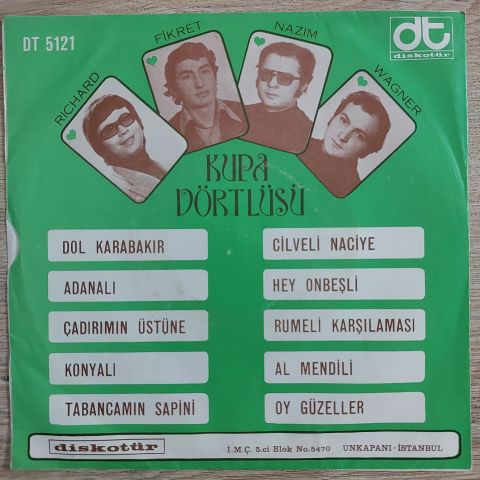 DT 5121
dt
diskotür
RICHARD
FİKRET
NAZIM
WAGNER
KUPA
DÖRTLÜSÜ
DOL KARABAKIR
ADANALI
ÇADIRIMIN ÜSTÜNE
KONYALI
TABANCAMIN SAPİNİ
CİLVELİ NACİYE
HEY ONBEŞLİ
RUMELİ KARŞILAMASI
AL MENDİLİ
OY GÜZELLER
diskotür
İ.M.Ç. 5.ci Blok No.5470 UNKAPANI-İSTANBUL